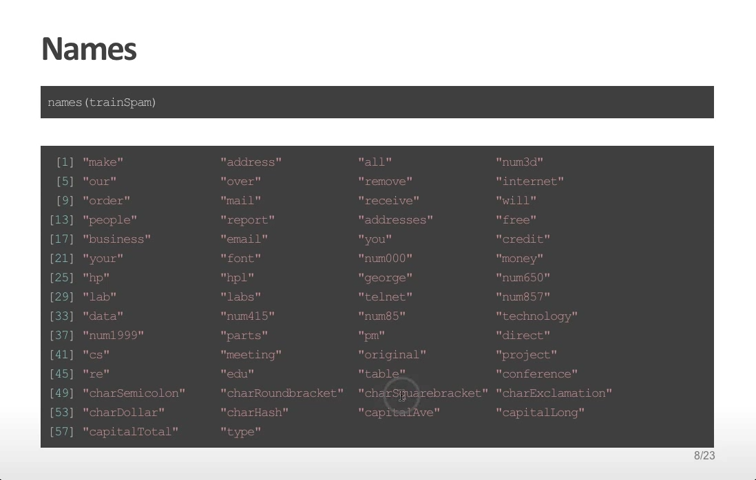 Names
names(trainSpam)
[1] "make" "address" "all" "num3d"
[5] "our" "over" "remove" "internet"
[9] "order" "mail" "receive" "will"
[13] "people" "report" "addresses" "free"
[17] "business" "email" "you" "credit"
[21] "your" "font" "num000" "money"
[25] "hp" "hpl" "george" "num650"
[29] "lab" "labs" "telnet" "num857"
[33] "data" "num415" "num85" "technology"
[37] "num1999" "parts" "pm" "direct"
[41] "cs" "meeting" "original" "project"
[45] "re" "edu" "table" "conference"
[49] "charSemicolon" "charRoundbracket" "charSquarebracket" "charExclamation"
[53] "charDollar" "charHash" "capitalAve" "capitalLong"
[57] "capitalTotal" "type"
8/23